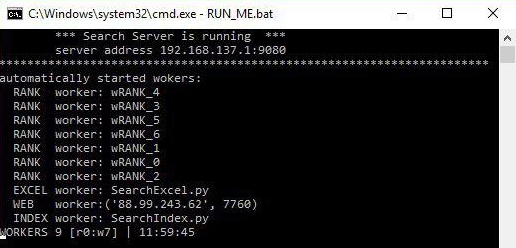 C:\Windows\system32\cmd.exe - RUN_ME.bat
*** Search Server is running ***
server address 192.168.137.1:9080
**********************************************************************
automatically started wokers:
RANK worker: wRANK_4
RANK worker: wRANK_3
RANK worker: wRANK_5
RANK worker: wRANK_6
RANK worker: wRANK_1
RANK worker: wRANK_0
RANK worker: wRANK_2
EXCEL worker: SearchExcel.py
WEB worker:('88.99.243.62', 7760)
INDEX worker: SearchIndex.py
WORKERS 9 [r0:w7] | 11:59:45